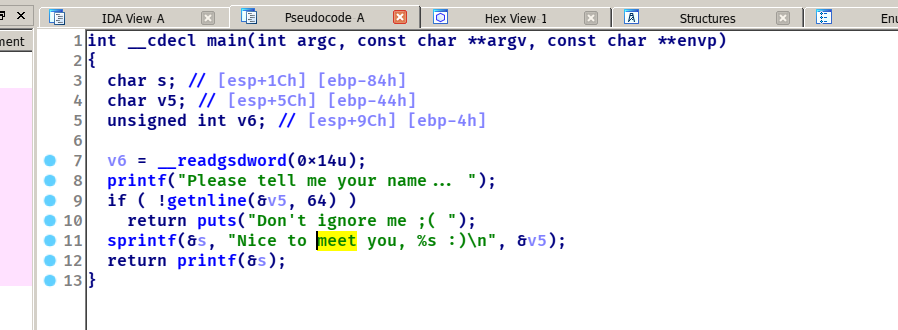 IDA View A Pseudocode A Hex View 1 Structures Enu
ment
1 int __cdecl main(int argc, const char **argv, const char **envp)
2 {
3 char s; // [esp+1Ch] [ebp-84h]
4 char v5; // [esp+5Ch] [ebp-44h]
5 unsigned int v6; // [esp+9Ch] [ebp-4h]
6
7 v6 = __readgsdword(0x14u);
8 printf("Please tell me your name... ");
9 if ( !getnline(&v5, 64) )
10 return puts("Don't ignore me ;( ");
11 sprintf(&s, "Nice to meet you, %s :)\n", &v5);
12 return printf(&s);
13 }